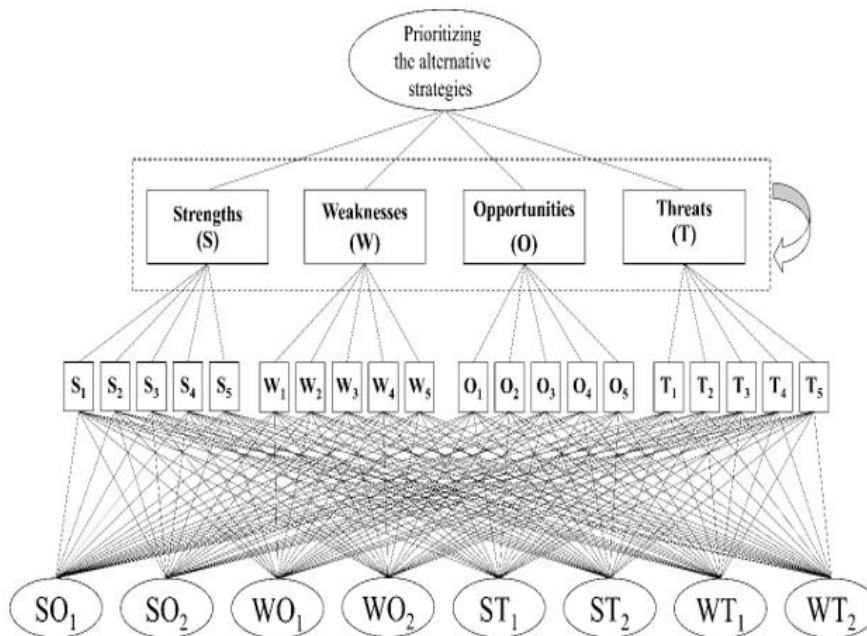 Prioritizing
the alternative
strategies
Strengths
(S)
Weaknesses
(W)
Opportunities
(O)
Threats
(T)
S₁ S₂ S₃ S₄ S₅ W₁ W₂ W₃ W₄ W₅ O₁ O₂ O₃ O₄ O₅ T₁ T₂ T₃ T₄ T₅
SO₁ SO₂ WO₁ WO₂ ST₁ ST₂ WT₁ WT₂